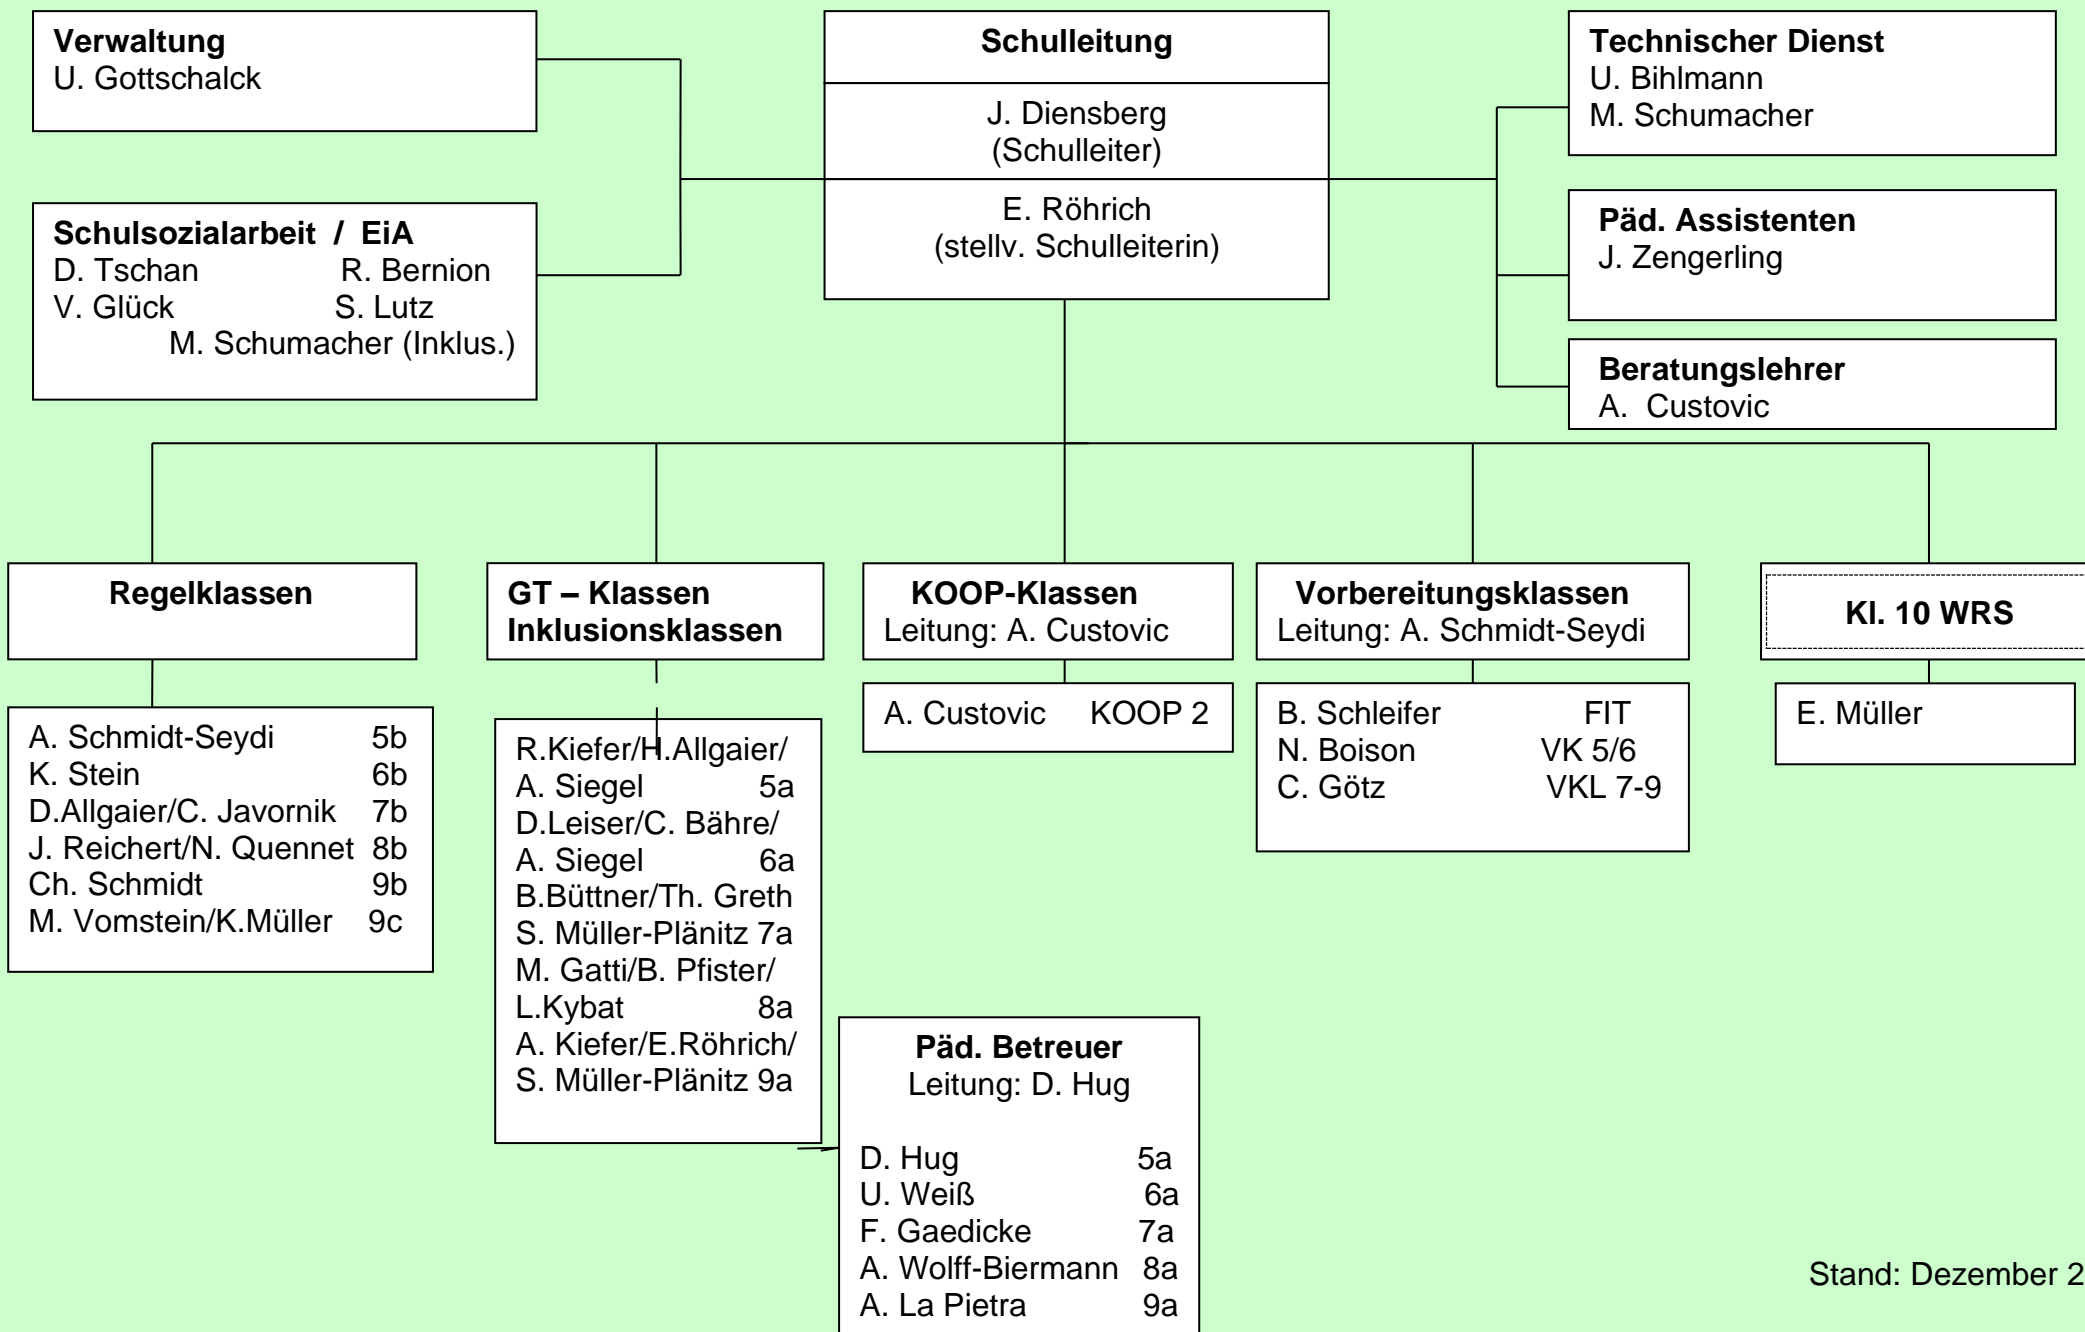 Verwaltung
U. Gottschalck
Schulleitung
J. Diensberg
(Schulleiter)
E. Röhrich
(stellv. Schulleiterin)
Technischer Dienst
U. Bihlmann
M. Schumacher
Schulsozialarbeit / EiA
D. Tschan R. Bernion
V. Glück S. Lutz
M. Schumacher (Inklus.)
Päd. Assistenten
J. Zengerling
Beratungslehrer
A. Custovic
Regelklassen
A. Schmidt-Seydi 5b
K. Stein 6b
D.Allgaier/C. Javornik 7b
J. Reichert/N. Quennet 8b
Ch. Schmidt 9b
M. Vomstein/K.Müller 9c
GT – Klassen
Inklusionsklassen
R.Kiefer/H.Allgaier/
A. Siegel 5a
D.Leiser/C. Bähre/
A. Siegel 6a
B.Büttner/Th. Greth
S. Müller-Plänitz 7a
M. Gatti/B. Pfister/
L.Kybat 8a
A. Kiefer/E.Röhrich/
S. Müller-Plänitz 9a
KOOP-Klassen
Leitung: A. Custovic
A. Custovic KOOP 2
Vorbereitungsklassen
Leitung: A. Schmidt-Seydi
B. Schleifer FIT
N. Boison VK 5/6
C. Götz VKL 7-9
Kl. 10 WRS
E. Müller
Päd. Betreuer
Leitung: D. Hug
D. Hug 5a
U. Weiß 6a
F. Gaedicke 7a
A. Wolff-Biermann 8a
A. La Pietra 9a
Stand: Dezember 2